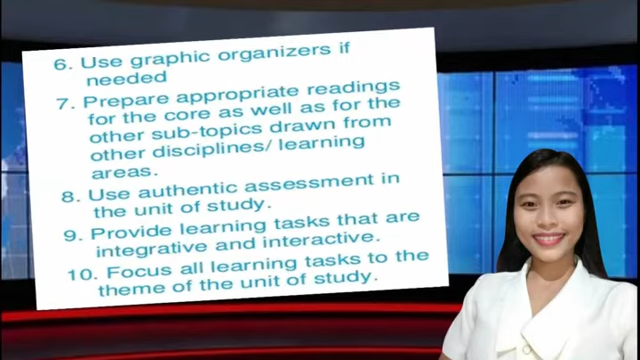 6. Use graphic organizers if
needed
7. Prepare appropriate readings
for the core as well as for the
other sub-topics drawn from
other disciplines/ learning
areas.
8. Use authentic assessment in
the unit of study.
9. Provide learning tasks that are
integrative and interactive.
10. Focus all learning tasks to the
theme of the unit of study.